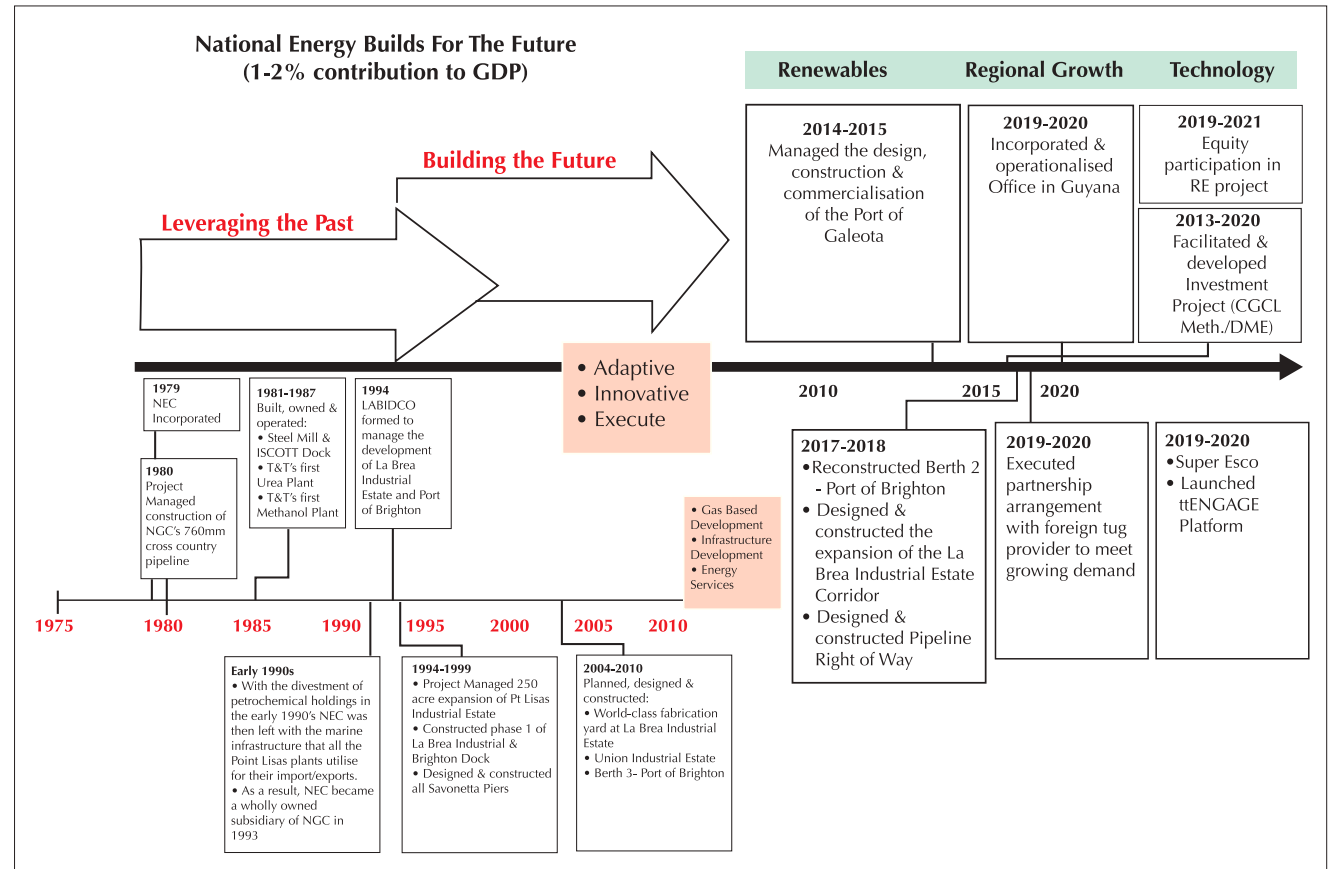 National Energy Builds For The Future
(1-2% contribution to GDP)
Renewables
Regional Growth
Technology
Building the Future
Leveraging the Past
2014-2015
Managed the design,
construction &
commercialisation
of the Port of
Galeota
2019-2020
Incorporated &
operationalised
Office in Guyana
2019-2021
Equity
participation in
RE project
2013-2020
Facilitated &
developed
Investment
Project (CGCL
Meth./DME)
• Adaptive
• Innovative
• Execute
2010
2015
2020
1979
NEC
Incorporated
1980
Project
Managed
construction of
NGC's 760mm
cross country
pipeline
1981-1987
Built, owned &
operated:
• Steel Mill &
ISCOTT Dock
• T&T's first
Urea Plant
• T&T's first
Methanol Plant
1994
LABIDCO
formed to
manage the
development
of La Brea
Industrial
Estate and Port
of Brighton
• Gas Based
Development
• Infrastructure
Development
• Energy
Services
2017-2018
•Reconstructed Berth 2
- Port of Brighton
• Designed &
constructed the
expansion of the La
Brea Industrial Estate
Corridor
• Designed &
constructed Pipeline
Right of Way
2019-2020
Executed
partnership
arrangement
with foreign tug
provider to meet
growing demand
2019-2020
•Super Esco
• Launched
ttENGAGE
Platform
1975
1980
1985
1990
1995
2000
2005
2010
Early 1990s
• With the divestment of
petrochemical holdings in
the early 1990's NEC was
then left with the marine
infrastructure that all the
Point Lisas plants utilise
for their import/exports.
• As a result, NEC became
a wholly owned
subsidiary of NGC in
1993
1994-1999
• Project Managed 250
acre expansion of Pt Lisas
Industrial Estate
• Constructed phase 1 of
La Brea Industrial &
Brighton Dock
• Designed & constructed
all Savonetta Piers
2004-2010
Planned, designed &
constructed:
• World-class fabrication
yard at La Brea Industrial
Estate
• Union Industrial Estate
• Berth 3- Port of Brighton